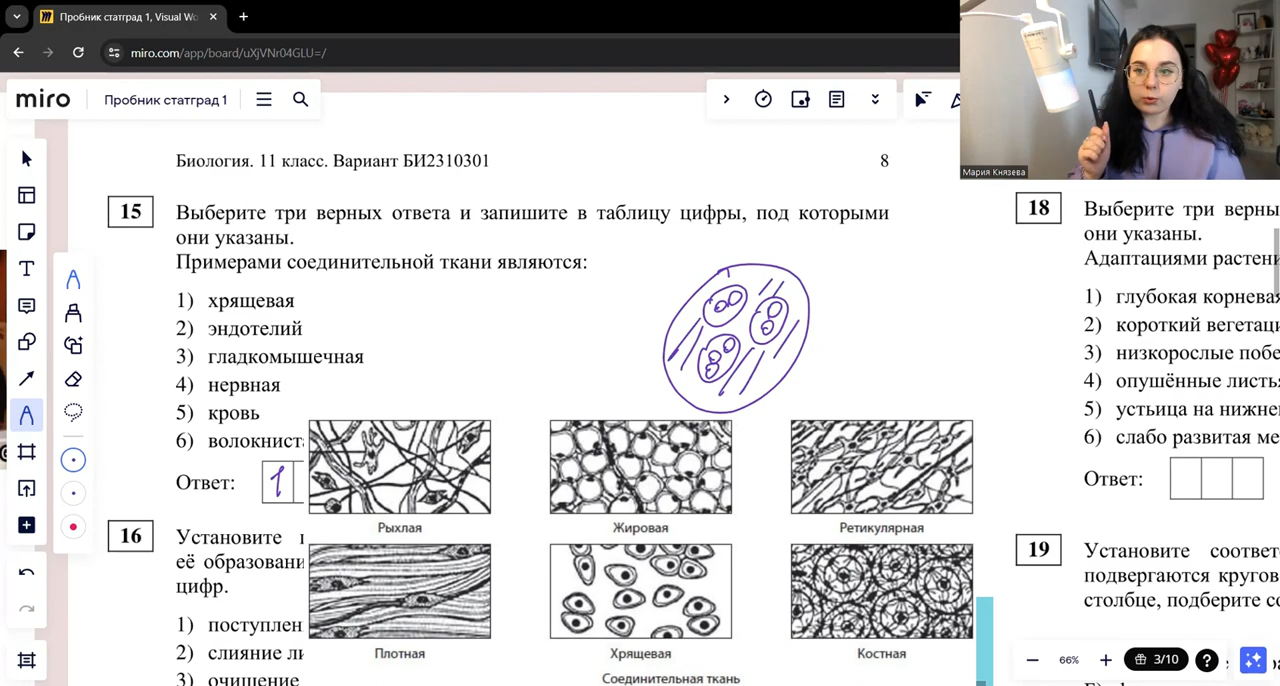 Пробник статград 1, Visual Wo
miro.com/app/board/uXjVNr04GLU=/
miro
Пробник статград 1
Мария Князева
Биология. 11 класс. Вариант БИ2310301
8
15
Выберите три верных ответа и запишите в таблицу цифры, под которыми
они указаны.
Примерами соединительной ткани являются:
1) хрящевая
2) эндотелий
3) гладкомышечная
4) нервная
5) кровь
6) волокнист
Ответ:
1
Рыхлая
Жировая
Ретикулярная
Плотная
Хрящевая
Костная
Соединительная ткань
16
Установите
её образовани
цифр.
1) поступлен
2) слияние ли
3) очищение
18
Выберите три верны
они указаны.
Адаптациями растени
1) глубокая корневая
2) короткий вегетаци
3) низкорослые побе
4) опушённые листья
5) устьица на нижне
6) слабо развитая ме
Ответ:
19
Установите соответ
подвергаются кругов
столбце, подберите со
66%
3/10